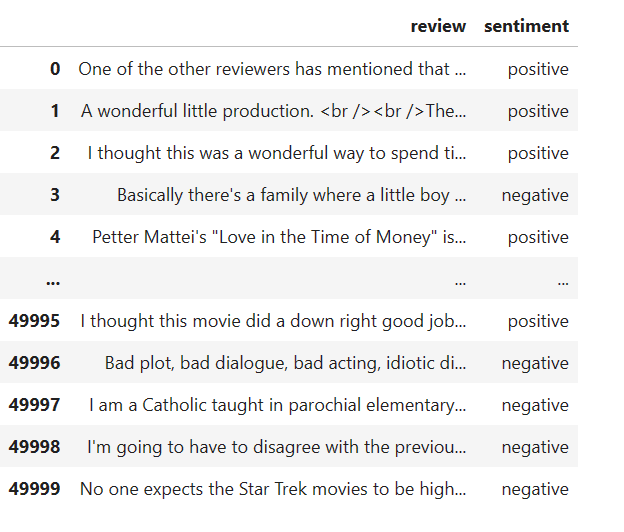 review sentiment
0 One of the other reviewers has mentioned that ... positive
1 A wonderful little production. <br /><br />The... positive
2 I thought this was a wonderful way to spend ti... positive
3 Basically there's a family where a little boy ... negative
4 Petter Mattei's "Love in the Time of Money" is... positive
... ... ...
49995 I thought this movie did a down right good job... positive
49996 Bad plot, bad dialogue, bad acting, idiotic di... negative
49997 I am a Catholic taught in parochial elementary... negative
49998 I'm going to have to disagree with the previou... negative
49999 No one expects the Star Trek movies to be high... negative